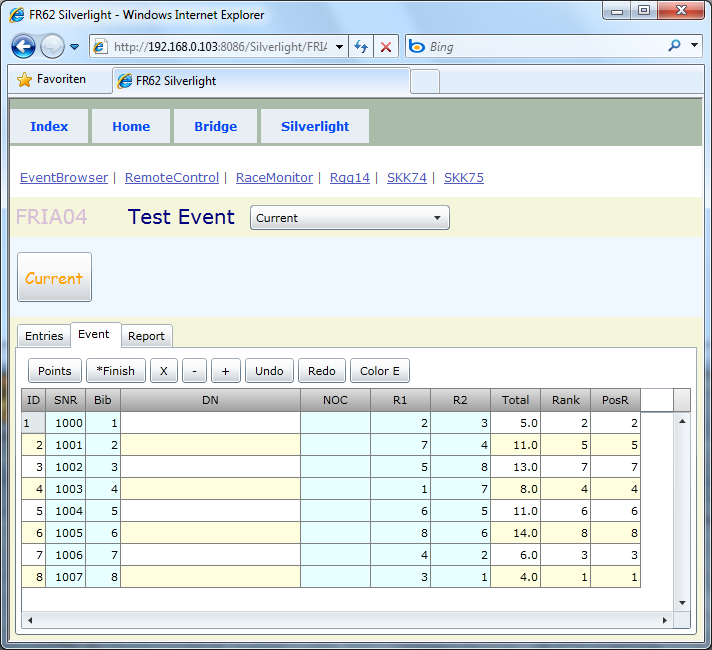 FR62 Silverlight - Windows Internet Explorer
http://192.168.0.103:8086/Silverlight/FRIA Bing
Favoriten FR62 Silverlight
Index Home Bridge Silverlight
EventBrowser | RemoteControl | RaceMonitor | Rgg14 | SKK74 | SKK75
FRIA04 Test Event Current
Current
Entries Event Report
Points *Finish X - + Undo Redo Color E
ID SNR Bib DN NOC R1 R2 Total Rank PosR
1 1000 1 2 3 5.0 2 2
2 1001 2 7 4 11.0 5 5
3 1002 3 5 8 13.0 7 7
4 1003 4 1 7 8.0 4 4
5 1004 5 6 5 11.0 6 6
6 1005 6 8 6 14.0 8 8
7 1006 7 4 2 6.0 3 3
8 1007 8 3 1 4.0 1 1